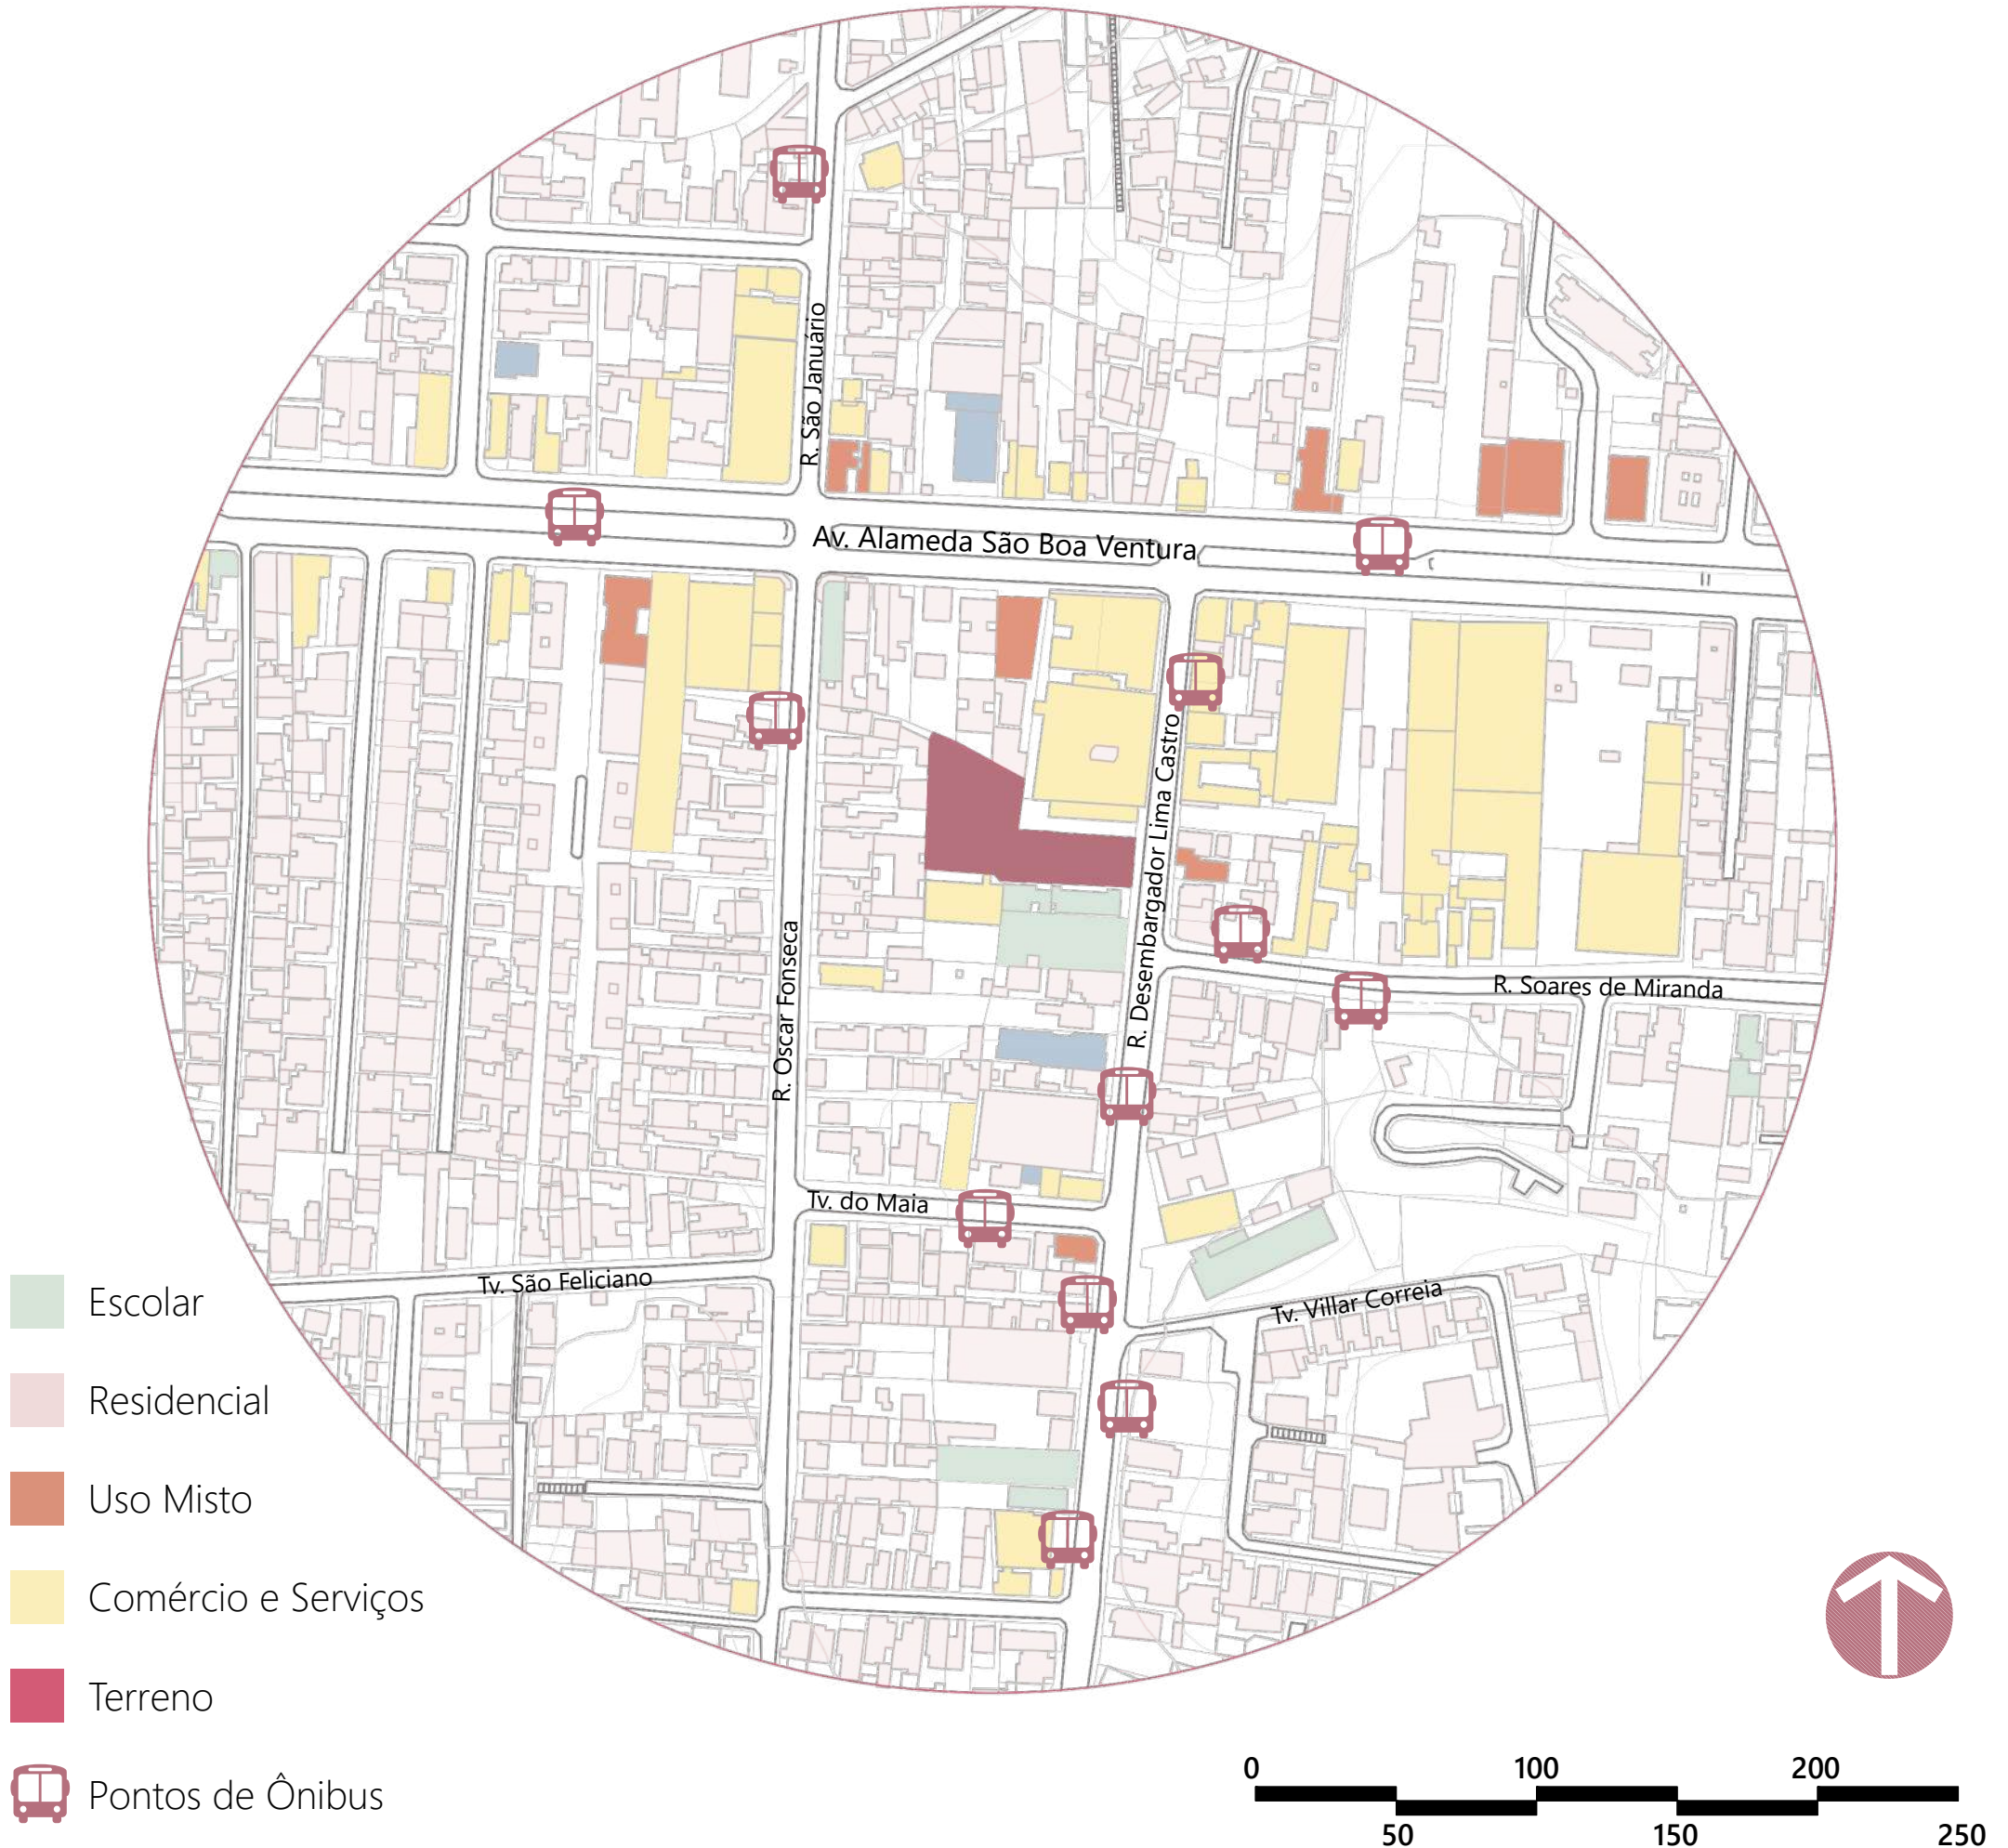 R. São Januário
Av. Alameda São Boa Ventura
R. Desembargador Lima Castro
R. Oscar Fonseca
R. Soares de Miranda
Tv. do Maia
Tv. São Feliciano
Tv. Villar Correia
Escolar
Residencial
Uso Misto
Comércio e Serviços
Terreno
Pontos de Ônibus
0 100 200
50 150 250